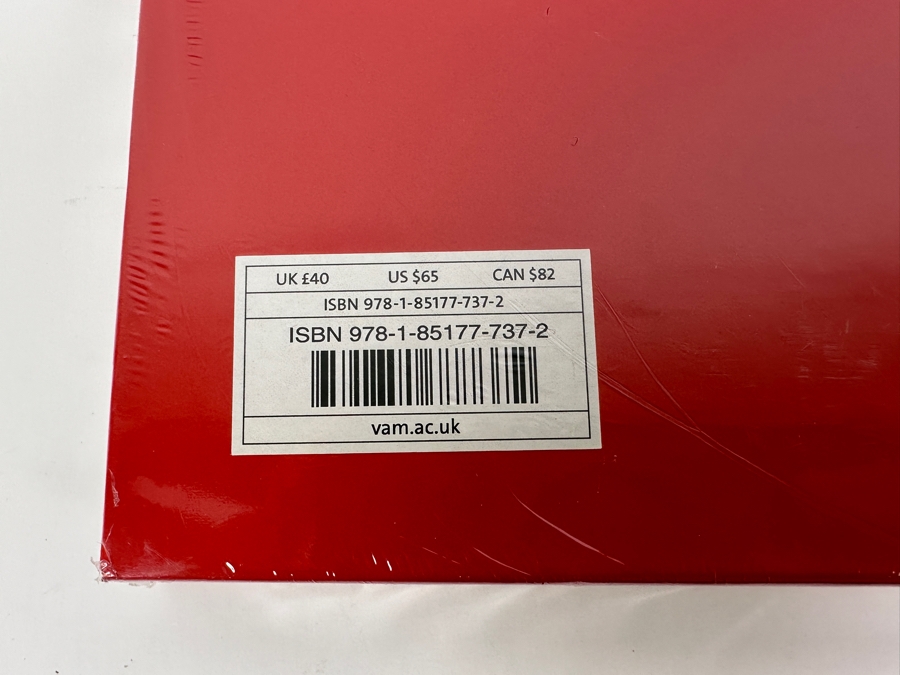 UK £40 US $65 CAN $82
ISBN 978-1-85177-737-2
ISBN 978-1-85177-737-2
vam.ac.uk